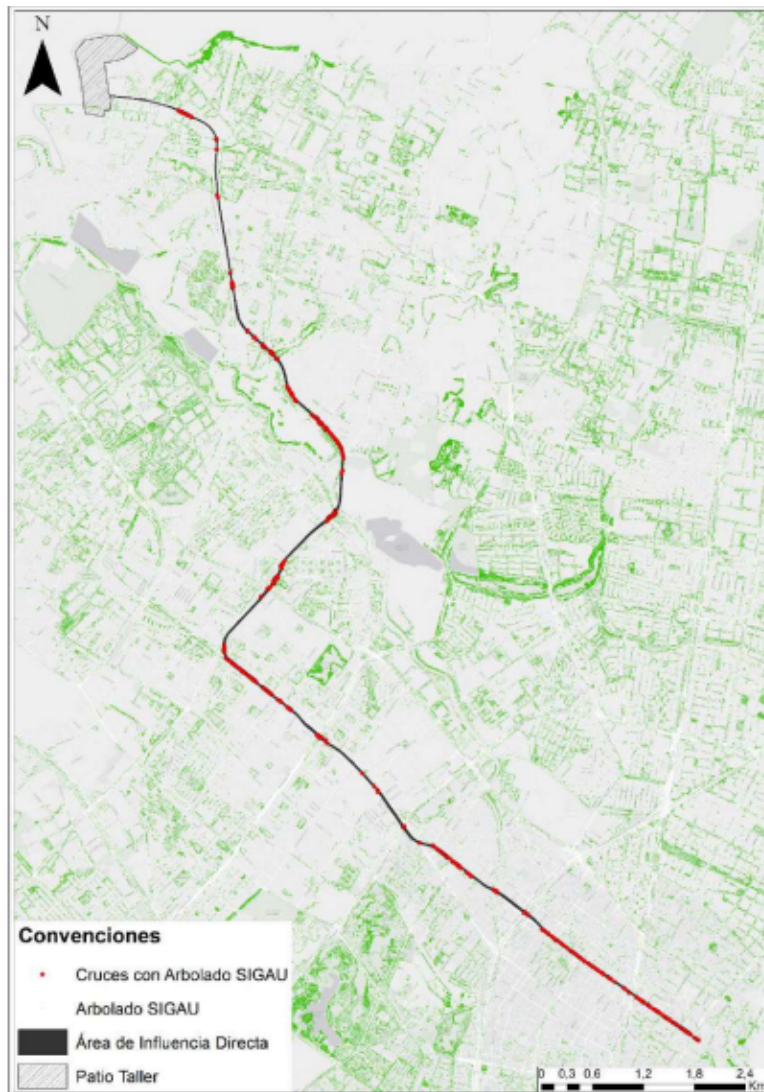 N
Convenciones
Cruces con Arbolado SIGAU
Arbolado SIGAU
Área de Influencia Directa
Patio Taller
0 0,3 0,6 1,2 1,8 2,4
Km